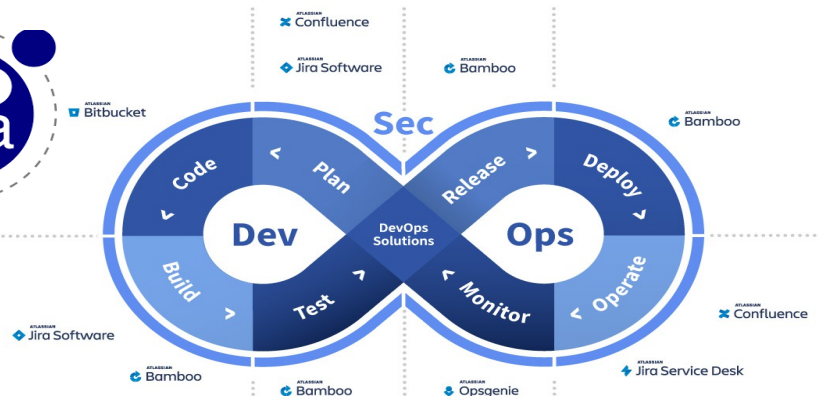 ATLASSIAN
Confluence
ATLASSIAN
Jira Software
ATLASSIAN
Bamboo
ATLASSIAN
Bitbucket
ATLASSIAN
Bamboo
a
Sec
Code
Plan
Release
Deploy
Dev
DevOps
Solutions
Ops
Build
Test
Monitor
Operate
ATLASSIAN
Confluence
ATLASSIAN
Jira Software
ATLASSIAN
Jira Service Desk
ATLASSIAN
Bamboo
ATLASSIAN
Bamboo
ATLASSIAN
Opsgenie